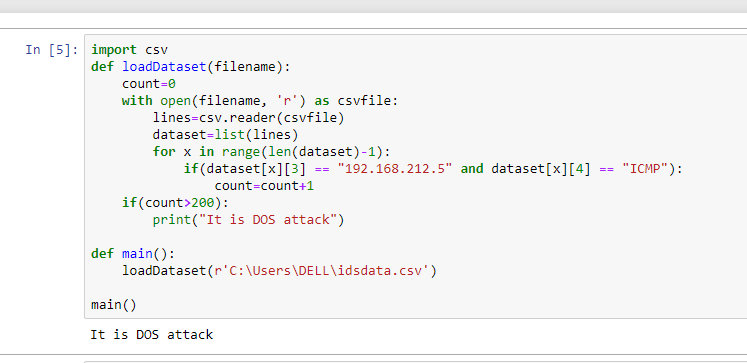 In [5]: import csv
def loadDataset(filename):
    count=0
    with open(filename, 'r') as csvfile:
        lines=csv.reader(csvfile)
        dataset=list(lines)
        for x in range(len(dataset)-1):
            if(dataset[x][3] == "192.168.212.5" and dataset[x][4] == "ICMP"):
                count=count+1
    if(count>200):
        print("It is DOS attack")
def main():
    loadDataset(r'C:\Users\DELL\idsdata.csv')
main()
It is DOS attack